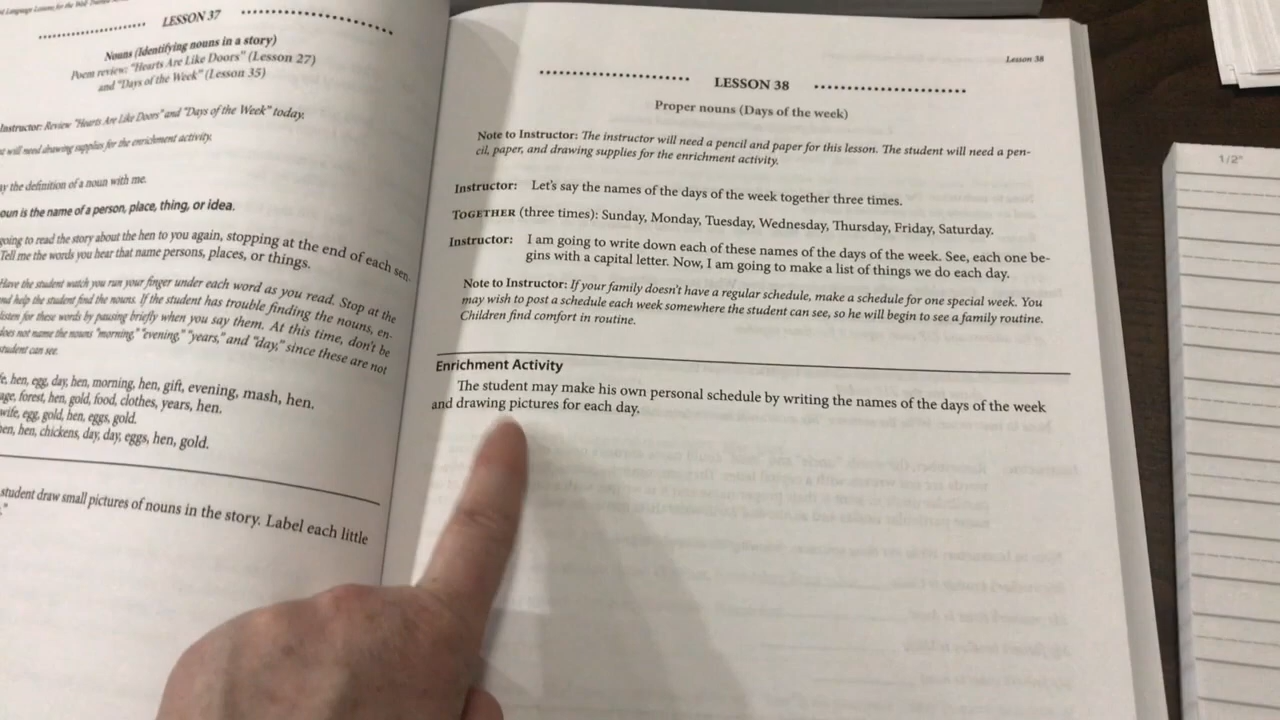 Language Lessons for the Well
LESSON 37
Nouns (Identifying nouns in a story)
Poem review: "Hearts Are Like Doors" (Lesson 27)
and "Days of the Week" (Lesson 35)
Instructor: Review "Hearts Are Like Doors" and "Days of the Week" today.
will need drawing supplies for the enrichment activity.
the definition of a noun with me.
noun is the name of a person, place, thing, or idea.
going to read the story about the hen to you again, stopping at the end of each sen-
Tell me the words you hear that name persons, places, or things.
Have the student watch you run your finger under each word as you read. Stop at the
and help the student find the nouns. If the student has trouble finding the nouns, en-
listen for these words by pausing briefly when you say them. At this time, don't be
does not name the nouns "morning," "evening," "years," and "day," since these are not
student can see.
hen, egg, day, hen, morning, hen, gift, evening, mash, hen.
forest, hen, gold, food, clothes, years, hen.
wife, egg, gold, hen, eggs, gold.
hen, hen, chickens, day, day, eggs, hen, gold.
student draw small pictures of nouns in the story. Label each little
Lesson 38
LESSON 38
Proper nouns (Days of the week)
Note to Instructor: The instructor will need a pencil and paper for this lesson. The student will need a pen-
cil, paper, and drawing supplies for the enrichment activity.
Instructor: Let's say the names of the days of the week together three times.
TOGETHER (three times): Sunday, Monday, Tuesday, Wednesday, Thursday, Friday, Saturday.
Instructor: I am going to write down each of these names of the days of the week. See, each one be-
gins with a capital letter. Now, I am going to make a list of things we do each day.
Note to Instructor: If your family doesn't have a regular schedule, make a schedule for one special week. You
may wish to post a schedule each week somewhere the student can see, so he will begin to see a family routine.
Children find comfort in routine.
Enrichment Activity
The student may make his own personal schedule by writing the names of the days of the week
and drawing pictures for each day.
1/2"